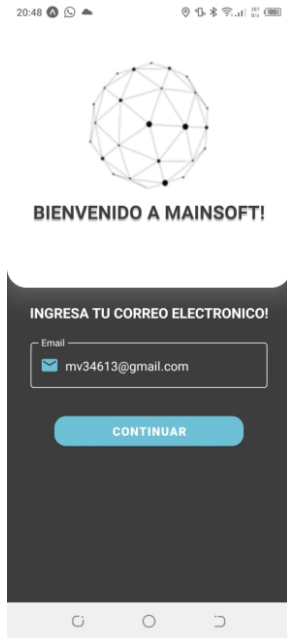 20:48
BIENVENIDO A MAINSOFT!
INGRESA TU CORREO ELECTRONICO!
Email
mv34613@gmail.com
CONTINUAR